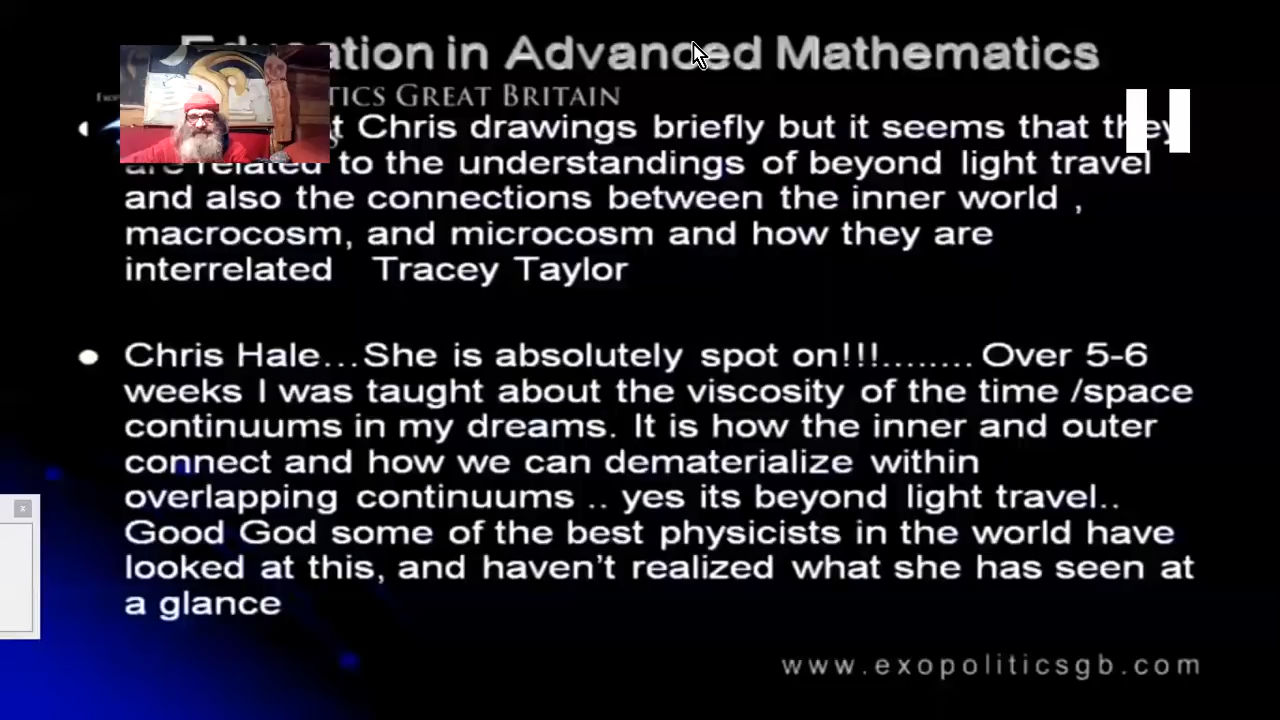 Education in Advanced Mathematics
TICS GREAT BRITAIN
Chris drawings briefly but it seems that they
are related to the understandings of beyond light travel
and also the connections between the inner world ,
macrocosm, and microcosm and how they are
interrelated Tracey Taylor
Chris Hale...She is absolutely spot on!!!........ Over 5-6
weeks I was taught about the viscosity of the time /space
continuums in my dreams. It is how the inner and outer
connect and how we can dematerialize within
overlapping continuums .. yes its beyond light travel..
Good God some of the best physicists in the world have
looked at this, and haven't realized what she has seen at
a glance
www.exopoliticsgb.com